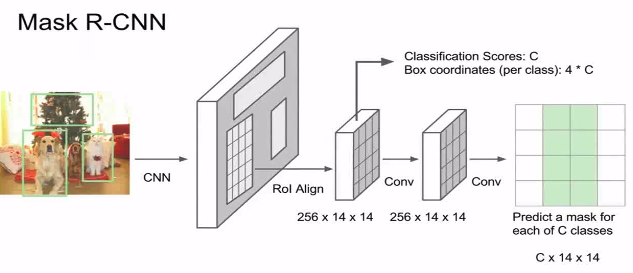 Mask R-CNN
Classification Scores: C
Box coordinates (per class): 4 * C
CNN
RoI Align
Conv
Conv
256 x 14 x 14
256 x 14 x 14
Predict a mask for
each of C classes
C x 14 x 14